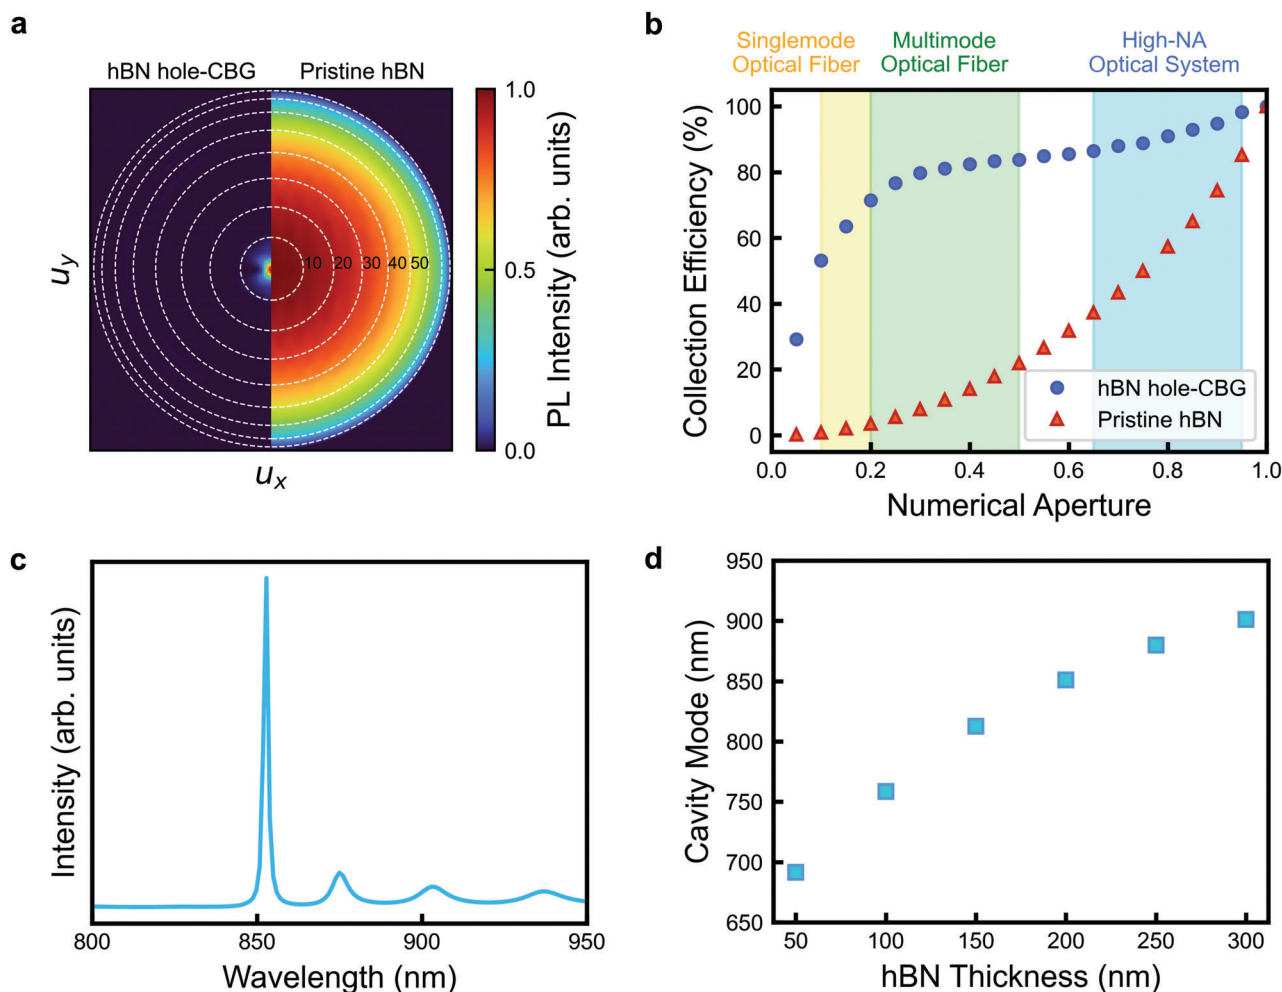 a
hBN hole-CBG Pristine hBN
10 20 30 40 50
u_y
u_x
1.0
0.5
0.0
PL Intensity (arb. units)
b
Singlemode
Optical Fiber
Multimode
Optical Fiber
High-NA
Optical System
Collection Efficiency (%)
100
80
60
40
20
0
hBN hole-CBG
Pristine hBN
0.0 0.2 0.4 0.6 0.8 1.0
Numerical Aperture
c
Intensity (arb. units)
800 850 900 950
Wavelength (nm)
d
Cavity Mode (nm)
950
900
850
800
750
700
650
50 100 150 200 250 300
hBN Thickness (nm)